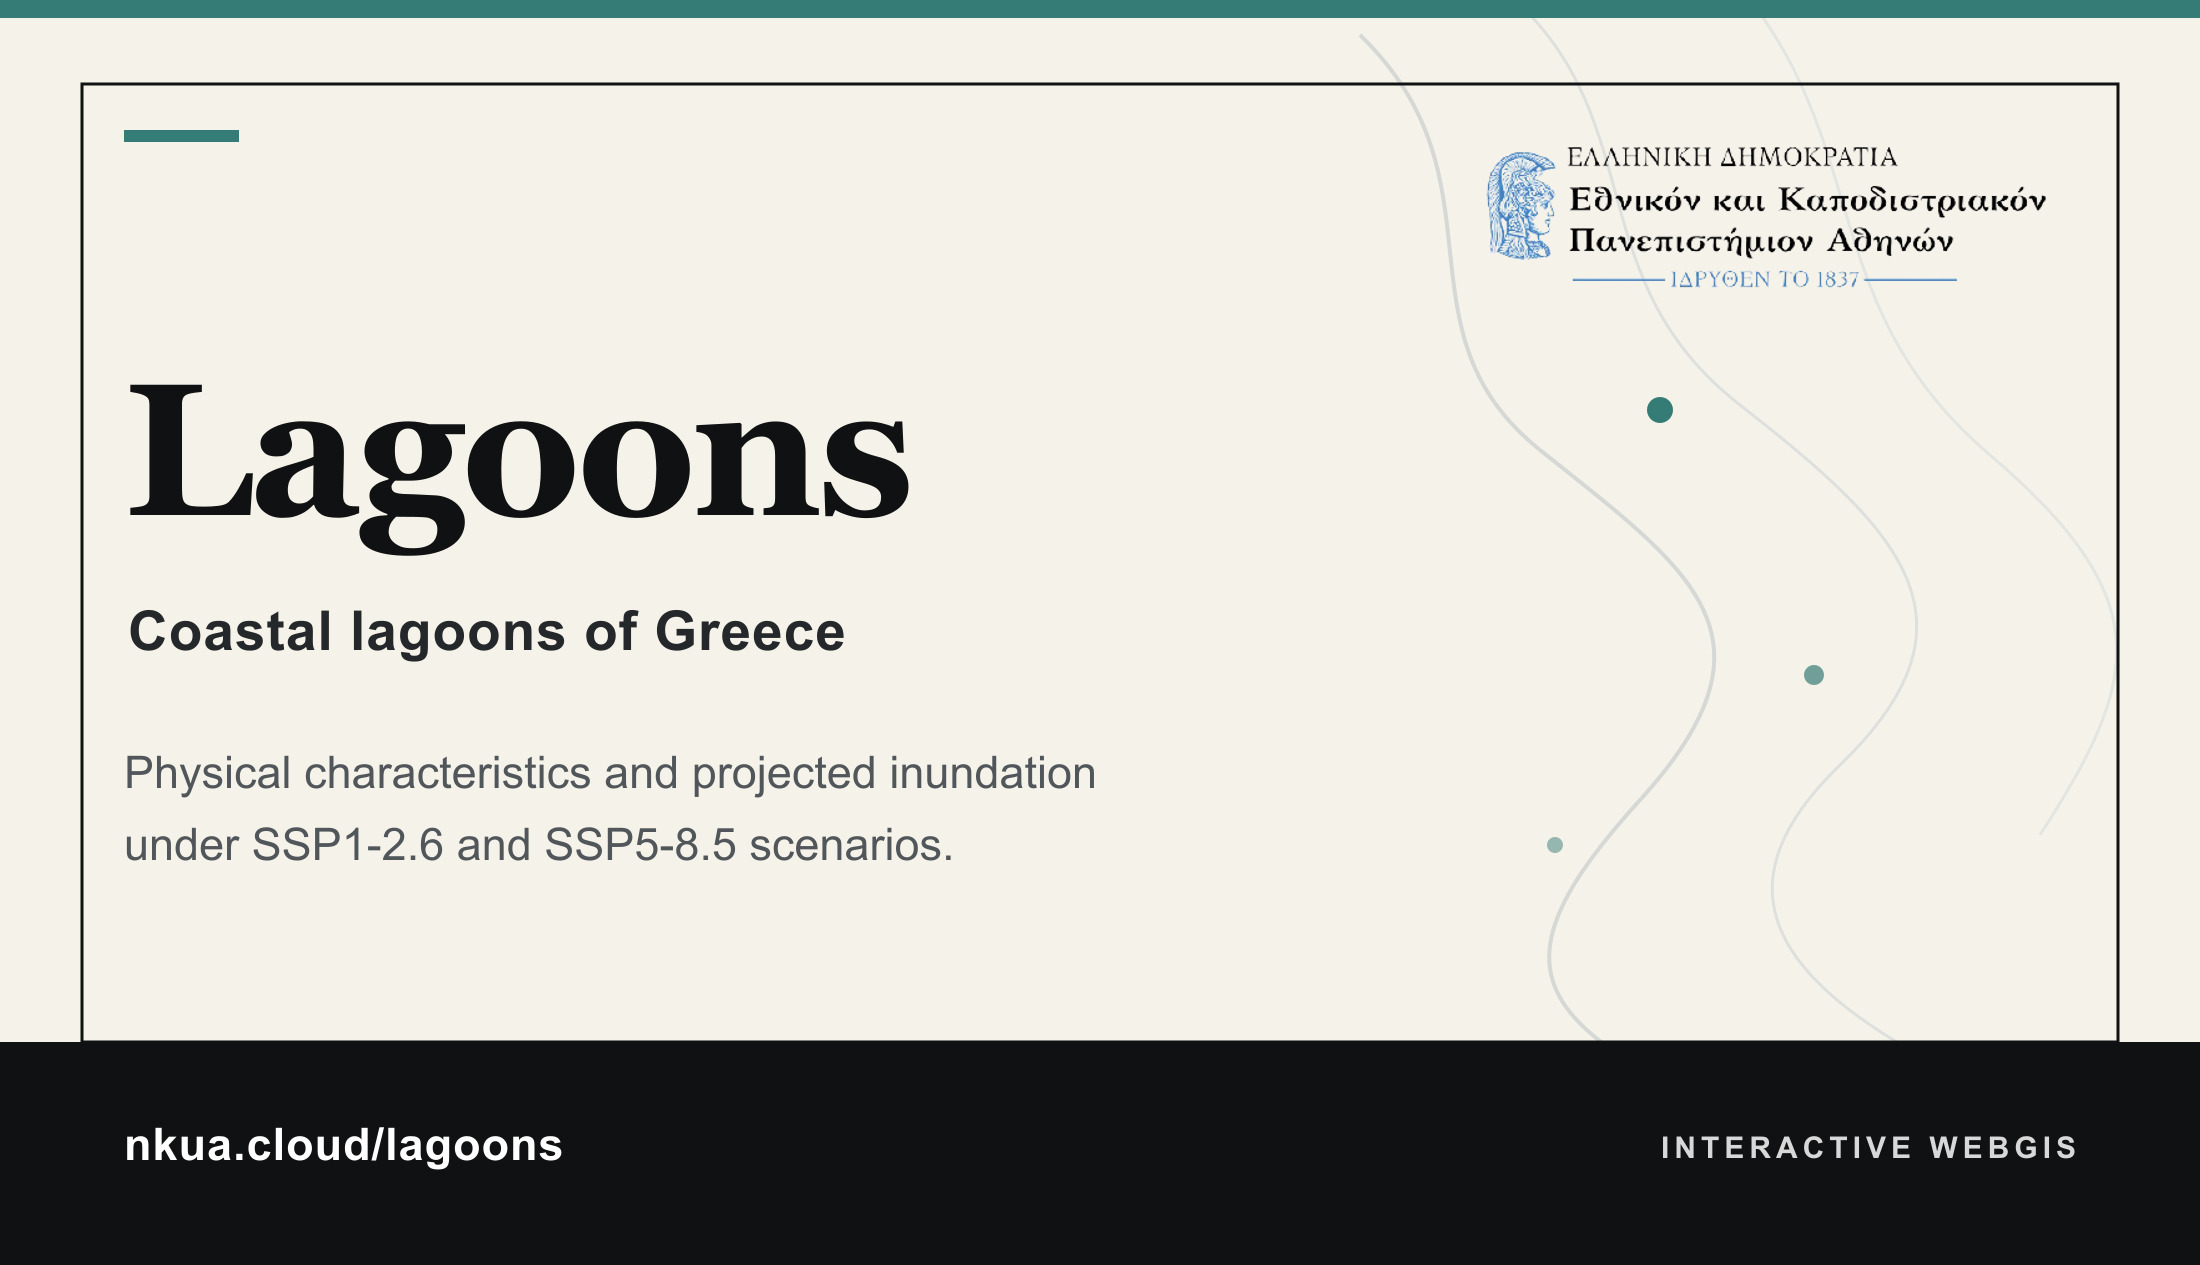 ΕΛΛΗΝΙΚΗ ΔΗΜΟΚΡΑΤΙΑ
Εθνικόν και Καποδιστριακόν
Πανεπιστήμιον Αθηνών
ΙΔΡΥΘΕΝ ΤΟ 1837
Lagoons
Coastal lagoons of Greece
Physical characteristics and projected inundation
under SSP1-2.6 and SSP5-8.5 scenarios.
nkua.cloud/lagoons
INTERACTIVE WEBGIS